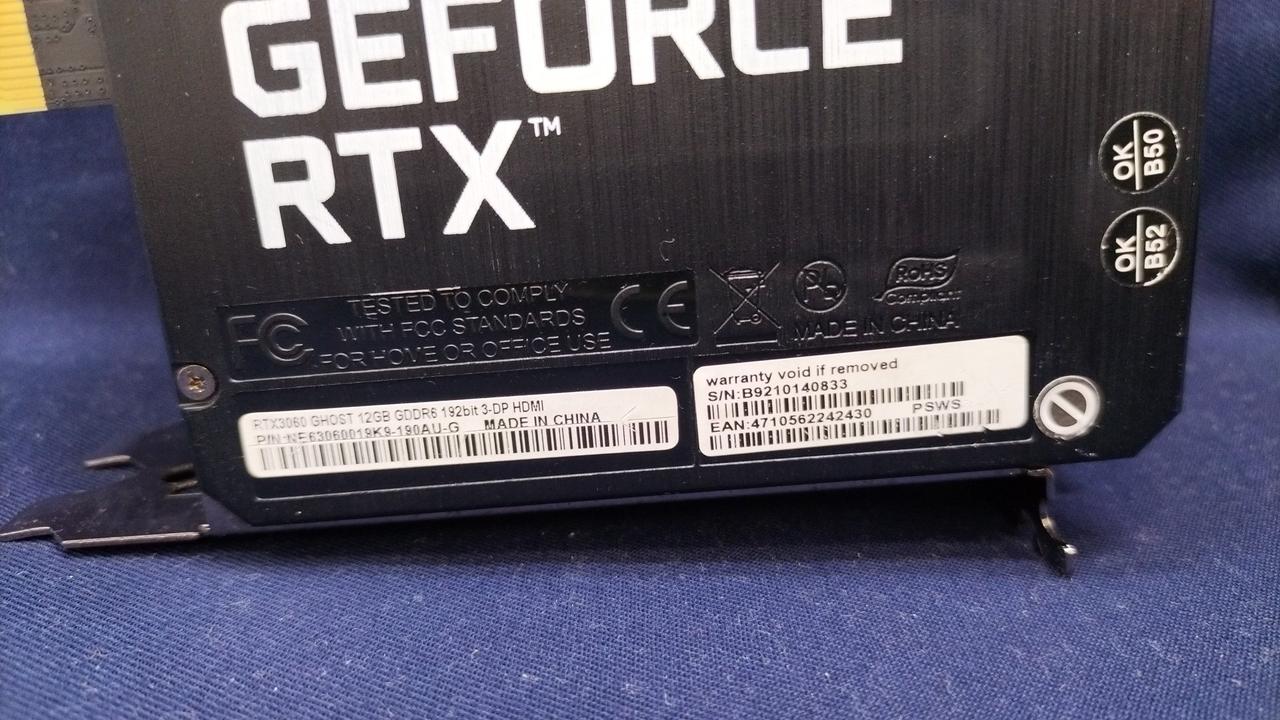 GEFORCE
RTX™
OK
B50
OK
B52
FC
TESTED TO COMPLY
WITH FCC STANDARDS
FOR HOME OR OFFICE USE
CE
RoHS
Compliant
MADE IN CHINA
RTX3060 GHOST 12GB GDDR6 192bit 3-DP HDMI
P/N:NE63060019K9-190AU-G MADE IN CHINA
warranty void if removed
S/N:B9210140833
EAN:4710562242430 PSWS